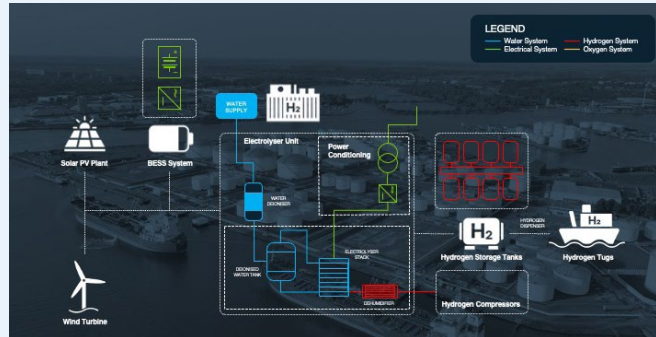 LEGEND
Water System
Hydrogen System
Electrical System
Oxygen System
WATER
SUPPLY
H2
Electrolyser Unit
Power
Conditioning
Solar PV Plant
BESS System
WATER
DEIONISER
HYDROGEN
DISPENSER
H2
H2
ELECTROLYSER
STACK
DEIONISED
WATER TANK
Hydrogen Storage Tanks
Hydrogen Tugs
DEHUMIDIFIER
Hydrogen Compressors
Wind Turbine